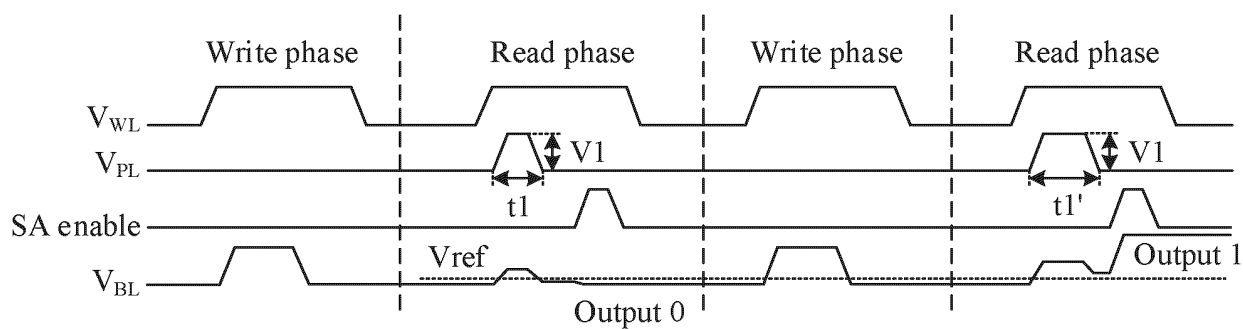 Write phase
Read phase
Write phase
Read phase
VWL
VPL
V1
V1
t1
t1'
SA enable
Vref
Output 1
VBL
Output 0